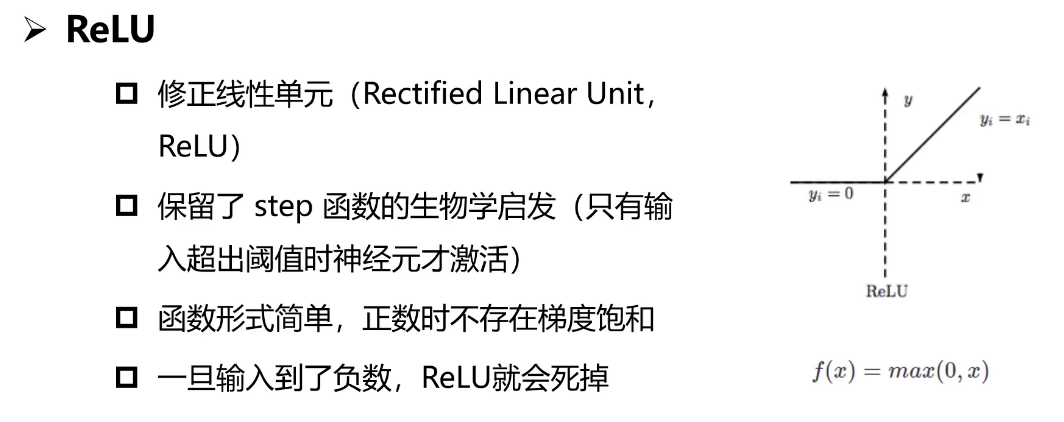 ReLU
修正线性单元（Rectified Linear Unit，
ReLU）
保留了 step 函数的生物学启发（只有输
入超出阈值时神经元才激活）
函数形式简单，正数时不存在梯度饱和
一旦输入到了负数，ReLU就会死掉
y
yᵢ = xᵢ
yᵢ = 0
x
ReLU
f(x) = max(0, x)